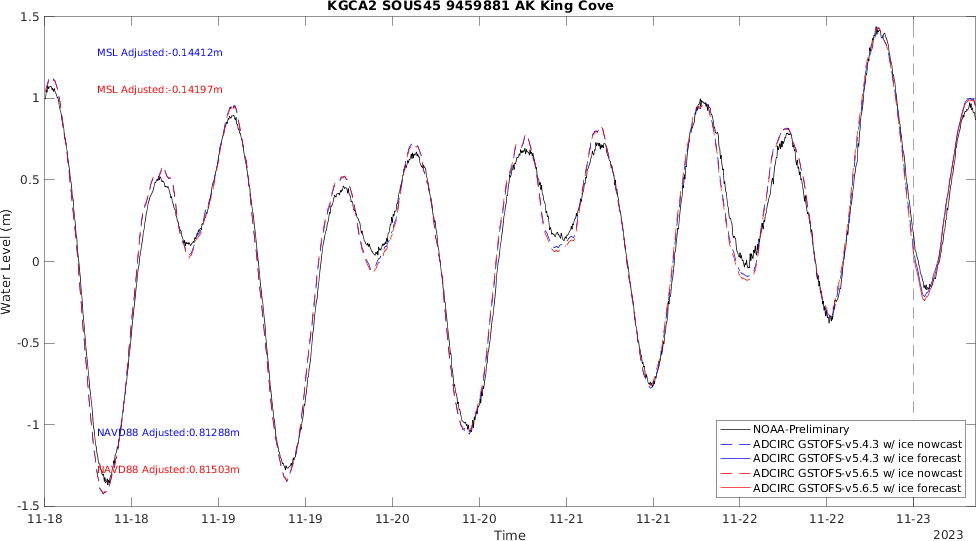 KGCA2 SOUS45 9459881 AK King Cove
1.5
MSL Adjusted:-0.14412m
MSL Adjusted:-0.14197m
1
0.5
0
-0.5
-1
-1.5
Water Level (m)
NAVD88 Adjusted:0.81288m
NAVD88 Adjusted:0.81503m
NOAA-Preliminary
ADCIRC GSTOFS-v5.4.3 w/ ice nowcast
ADCIRC GSTOFS-v5.4.3 w/ ice forecast
ADCIRC GSTOFS-v5.6.5 w/ ice nowcast
ADCIRC GSTOFS-v5.6.5 w/ ice forecast
11-18 11-18 11-19 11-19 11-20 11-20 11-21 11-21 11-22 11-22 11-23
Time
2023